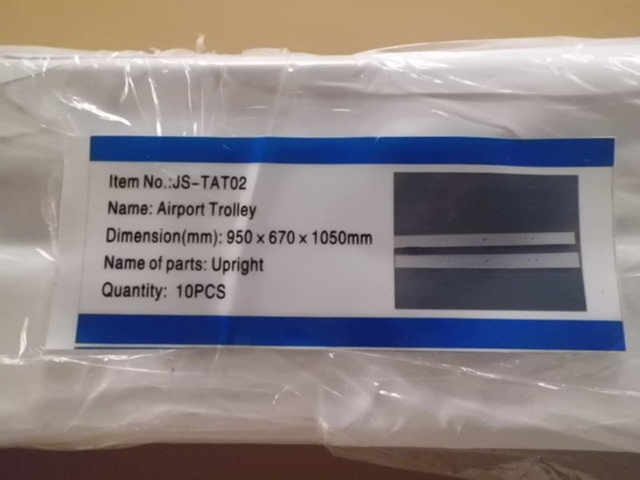 Item No.:JS-TAT02
Name: Airport Trolley
Dimension(mm): 950 × 670 × 1050mm
Name of parts: Upright
Quantity: 10PCS